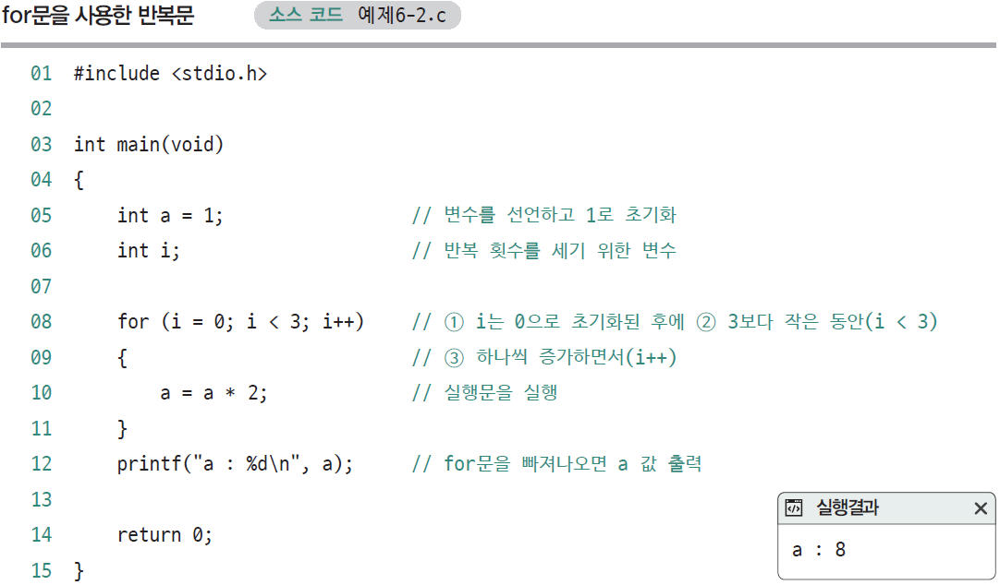 for문을 사용한 반복문 소스 코드 예제6-2.c
01 #include <stdio.h>
02
03 int main(void)
04 {
05     int a = 1;                // 변수를 선언하고 1로 초기화
06     int i;                    // 반복 횟수를 세기 위한 변수
07
08     for (i = 0; i < 3; i++)   // ① i는 0으로 초기화된 후에 ② 3보다 작은 동안(i < 3)
09     {                         // ③ 하나씩 증가하면서(i++)
10         a = a * 2;            // 실행문을 실행
11     }
12     printf("a : %d\n", a);    // for문을 빠져나오면 a 값 출력
13
14     return 0;
15 }
실행결과
a : 8